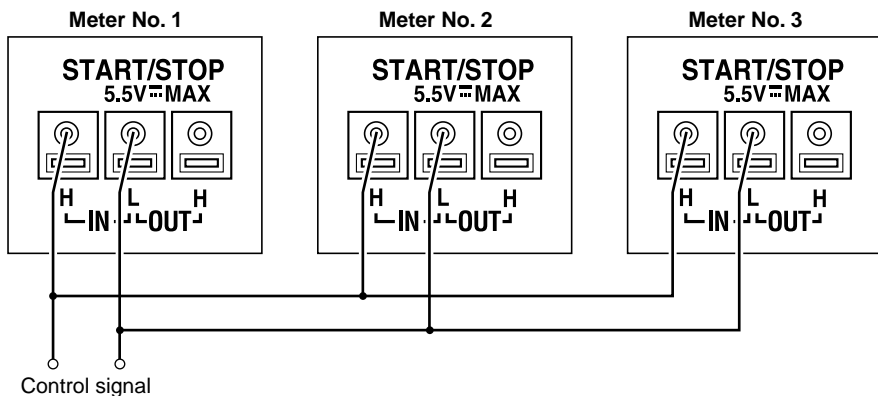 Meter No. 1
START/STOP
5.5V⎓MAX
H L H
IN OUT
Meter No. 2
START/STOP
5.5V⎓MAX
H L H
IN OUT
Meter No. 3
START/STOP
5.5V⎓MAX
H L H
IN OUT
Control signal